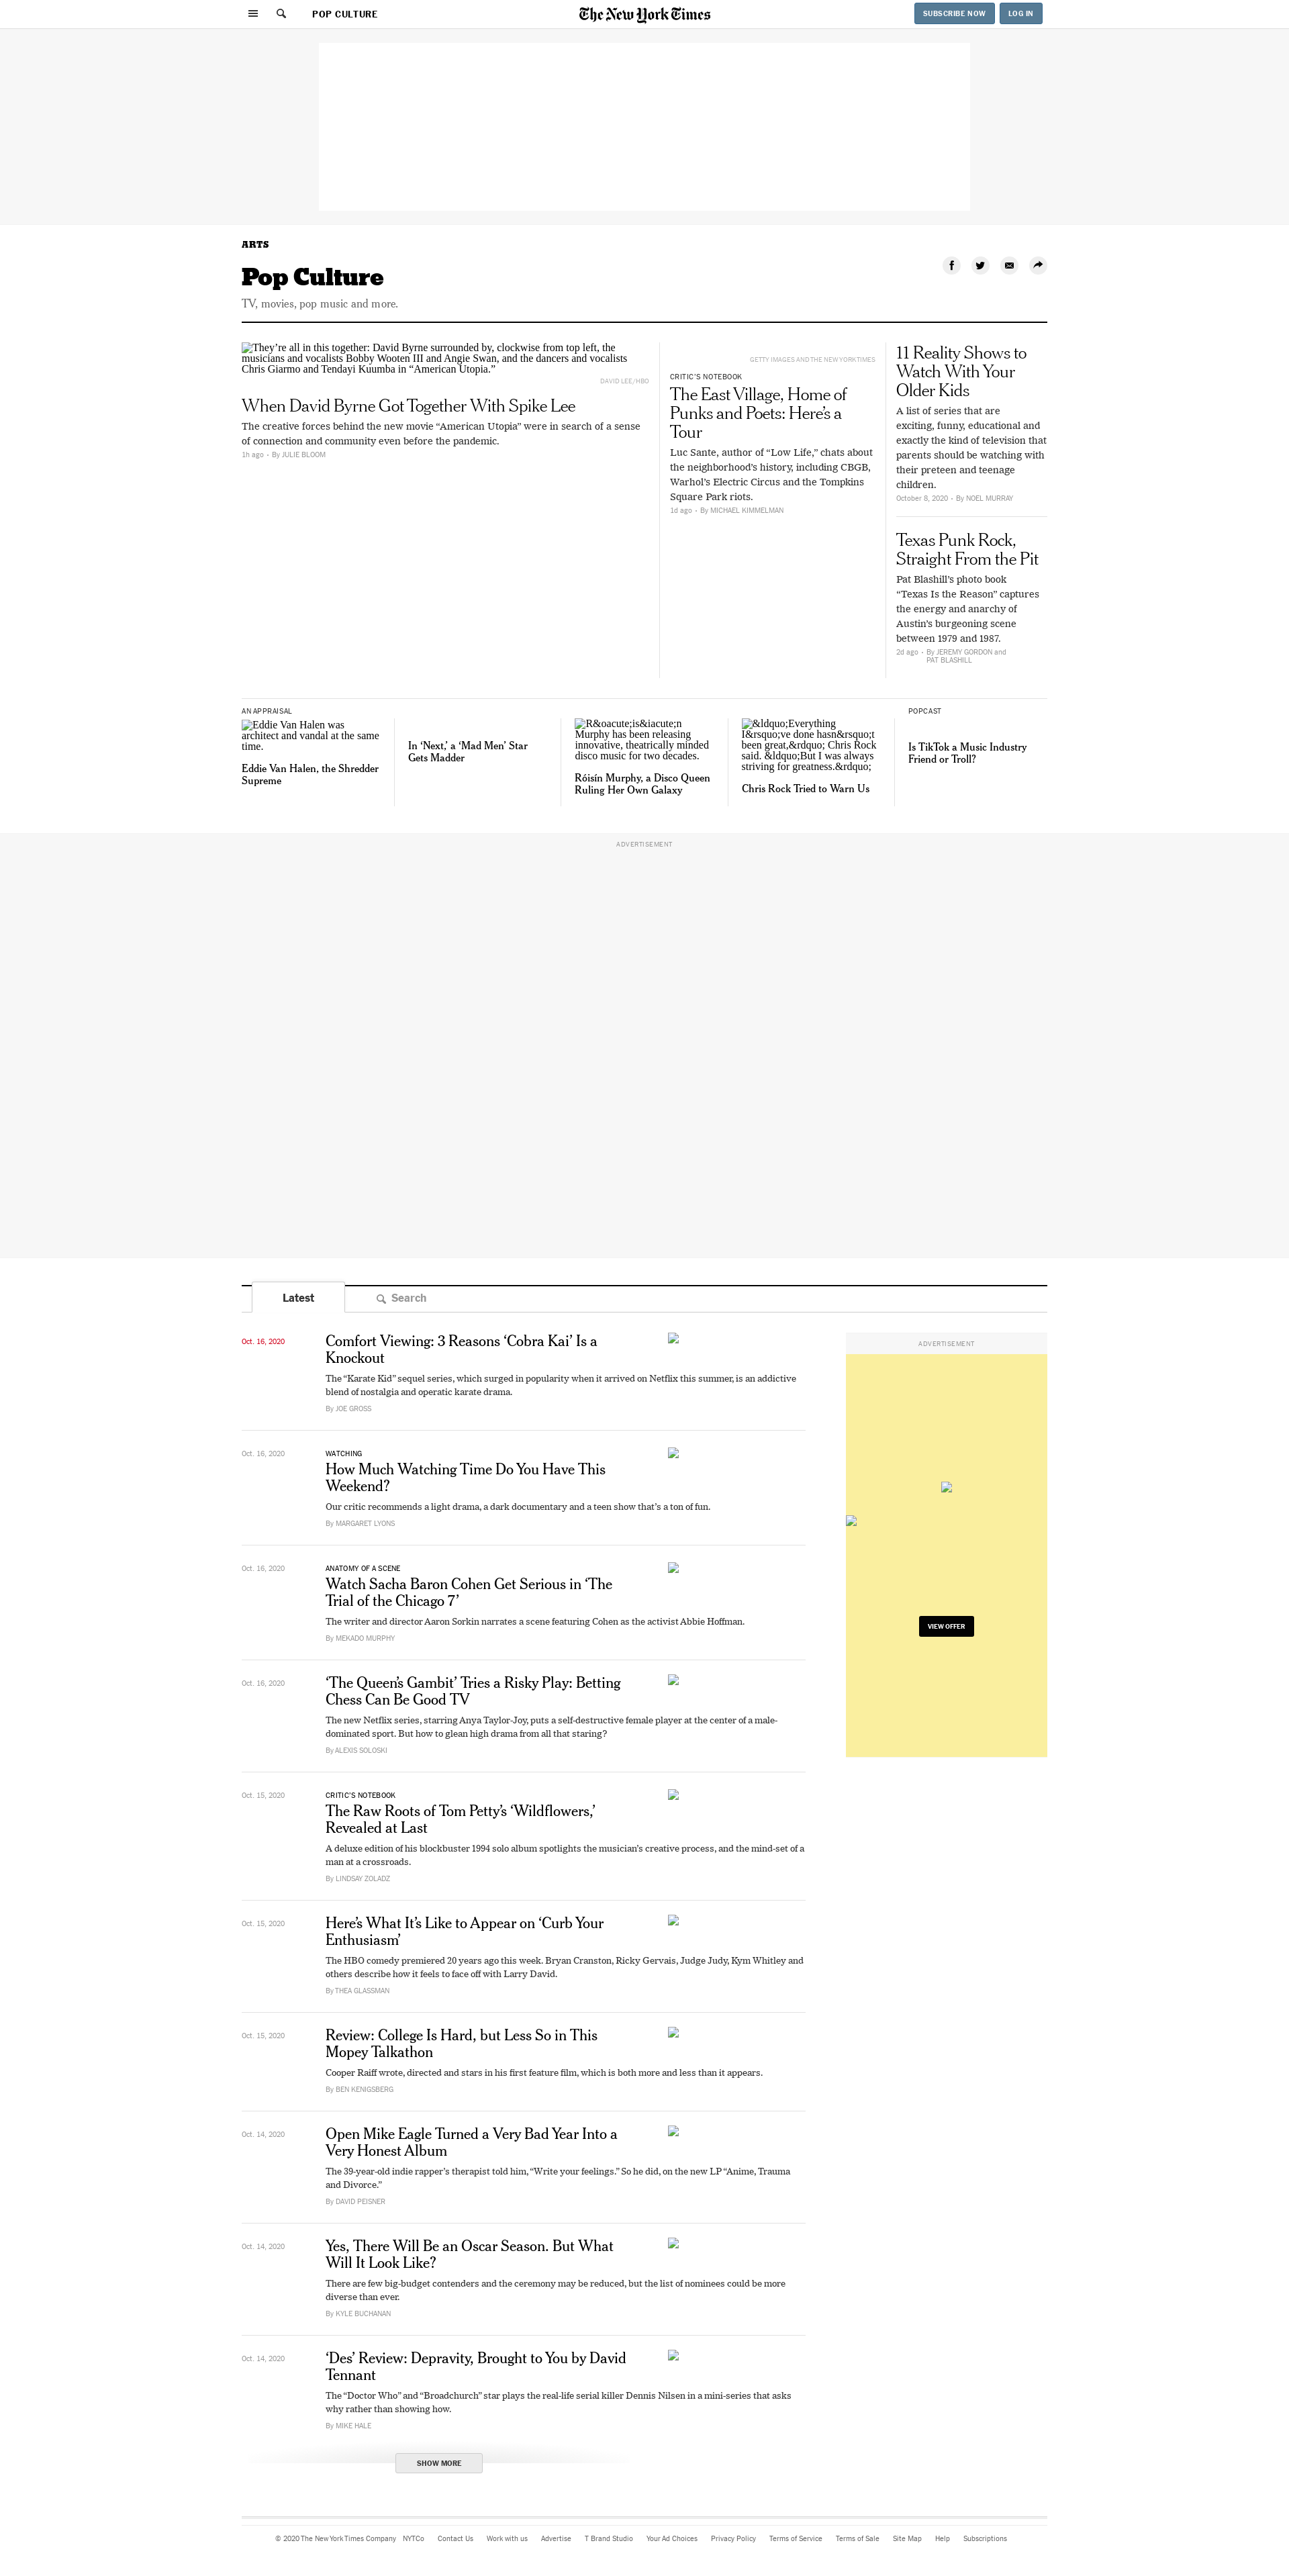 POP CULTURE
The New York Times
SUBSCRIBE NOW
LOG IN
ARTS
Pop Culture
TV, movies, pop music and more.
They’re all in this together: David Byrne surrounded by, clockwise from top left, the
musicians and vocalists Bobby Wooten III and Angie Swan, and the dancers and vocalists
Chris Giarmo and Tendayi Kuumba in “American Utopia.”
DAVID LEE/HBO
When David Byrne Got Together With Spike Lee
The creative forces behind the new movie “American Utopia” were in search of a sense
of connection and community even before the pandemic.
1h ago - By JULIE BLOOM
GETTY IMAGES AND THE NEW YORK TIMES
CRITIC’S NOTEBOOK
The East Village, Home of
Punks and Poets: Here’s a
Tour
Luc Sante, author of “Low Life,” chats about
the neighborhood’s history, including CBGB,
Warhol’s Electric Circus and the Tompkins
Square Park riots.
1d ago - By MICHAEL KIMMELMAN
11 Reality Shows to
Watch With Your
Older Kids
A list of series that are
exciting, funny, educational and
exactly the kind of television that
parents should be watching with
their preteen and teenage
children.
October 8, 2020 - By NOEL MURRAY
Texas Punk Rock,
Straight From the Pit
Pat Blashill’s photo book
“Texas Is the Reason” captures
the energy and anarchy of
Austin’s burgeoning scene
between 1979 and 1987.
2d ago - By JEREMY GORDON and
PAT BLASHILL
AN APPRAISAL
Eddie Van Halen was
architect and vandal at the same
time.
Eddie Van Halen, the Shredder
Supreme
In ‘Next,’ a ‘Mad Men’ Star
Gets Madder
R&oacute;is&iacute;n
Murphy has been releasing
innovative, theatrically minded
disco music for two decades.
Róisín Murphy, a Disco Queen
Ruling Her Own Galaxy
&ldquo;Everything
I&rsquo;ve done hasn&rsquo;t
been great,&rdquo; Chris Rock
said. &ldquo;But I was always
striving for greatness.&rdquo;
Chris Rock Tried to Warn Us
POPCAST
Is TikTok a Music Industry
Friend or Troll?
ADVERTISEMENT
Latest
Search
Oct. 16, 2020
Comfort Viewing: 3 Reasons ‘Cobra Kai’ Is a
Knockout
The “Karate Kid” sequel series, which surged in popularity when it arrived on Netflix this summer, is an addictive
blend of nostalgia and operatic karate drama.
By JOE GROSS
ADVERTISEMENT
VIEW OFFER
Oct. 16, 2020
WATCHING
How Much Watching Time Do You Have This
Weekend?
Our critic recommends a light drama, a dark documentary and a teen show that’s a ton of fun.
By MARGARET LYONS
Oct. 16, 2020
ANATOMY OF A SCENE
Watch Sacha Baron Cohen Get Serious in ‘The
Trial of the Chicago 7’
The writer and director Aaron Sorkin narrates a scene featuring Cohen as the activist Abbie Hoffman.
By MEKADO MURPHY
Oct. 16, 2020
‘The Queen’s Gambit’ Tries a Risky Play: Betting
Chess Can Be Good TV
The new Netflix series, starring Anya Taylor-Joy, puts a self-destructive female player at the center of a male-
dominated sport. But how to glean high drama from all that staring?
By ALEXIS SOLOSKI
Oct. 15, 2020
CRITIC’S NOTEBOOK
The Raw Roots of Tom Petty’s ‘Wildflowers,’
Revealed at Last
A deluxe edition of his blockbuster 1994 solo album spotlights the musician’s creative process, and the mind-set of a
man at a crossroads.
By LINDSAY ZOLADZ
Oct. 15, 2020
Here’s What It’s Like to Appear on ‘Curb Your
Enthusiasm’
The HBO comedy premiered 20 years ago this week. Bryan Cranston, Ricky Gervais, Judge Judy, Kym Whitley and
others describe how it feels to face off with Larry David.
By THEA GLASSMAN
Oct. 15, 2020
Review: College Is Hard, but Less So in This
Mopey Talkathon
Cooper Raiff wrote, directed and stars in his first feature film, which is both more and less than it appears.
By BEN KENIGSBERG
Oct. 14, 2020
Open Mike Eagle Turned a Very Bad Year Into a
Very Honest Album
The 39-year-old indie rapper’s therapist told him, “Write your feelings.” So he did, on the new LP “Anime, Trauma
and Divorce.”
By DAVID PEISNER
Oct. 14, 2020
Yes, There Will Be an Oscar Season. But What
Will It Look Like?
There are few big-budget contenders and the ceremony may be reduced, but the list of nominees could be more
diverse than ever.
By KYLE BUCHANAN
Oct. 14, 2020
‘Des’ Review: Depravity, Brought to You by David
Tennant
The “Doctor Who” and “Broadchurch” star plays the real-life serial killer Dennis Nilsen in a mini-series that asks
why rather than showing how.
By MIKE HALE
SHOW MORE
© 2020 The New York Times Company NYTCo Contact Us Work with us Advertise T Brand Studio Your Ad Choices Privacy Policy Terms of Service Terms of Sale Site Map Help Subscriptions